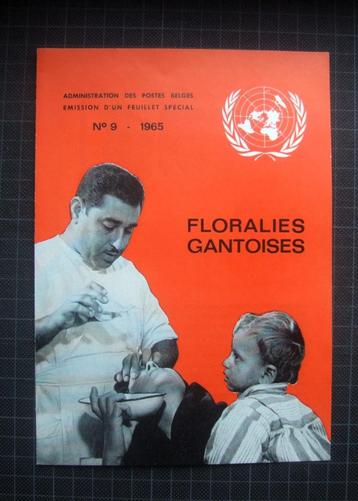 ADMINISTRATION DES POSTES BELGES
EMISSION D'UN FEUILLET SPECIAL
Nº 9 - 1965
FLORALIES
GANTOISES